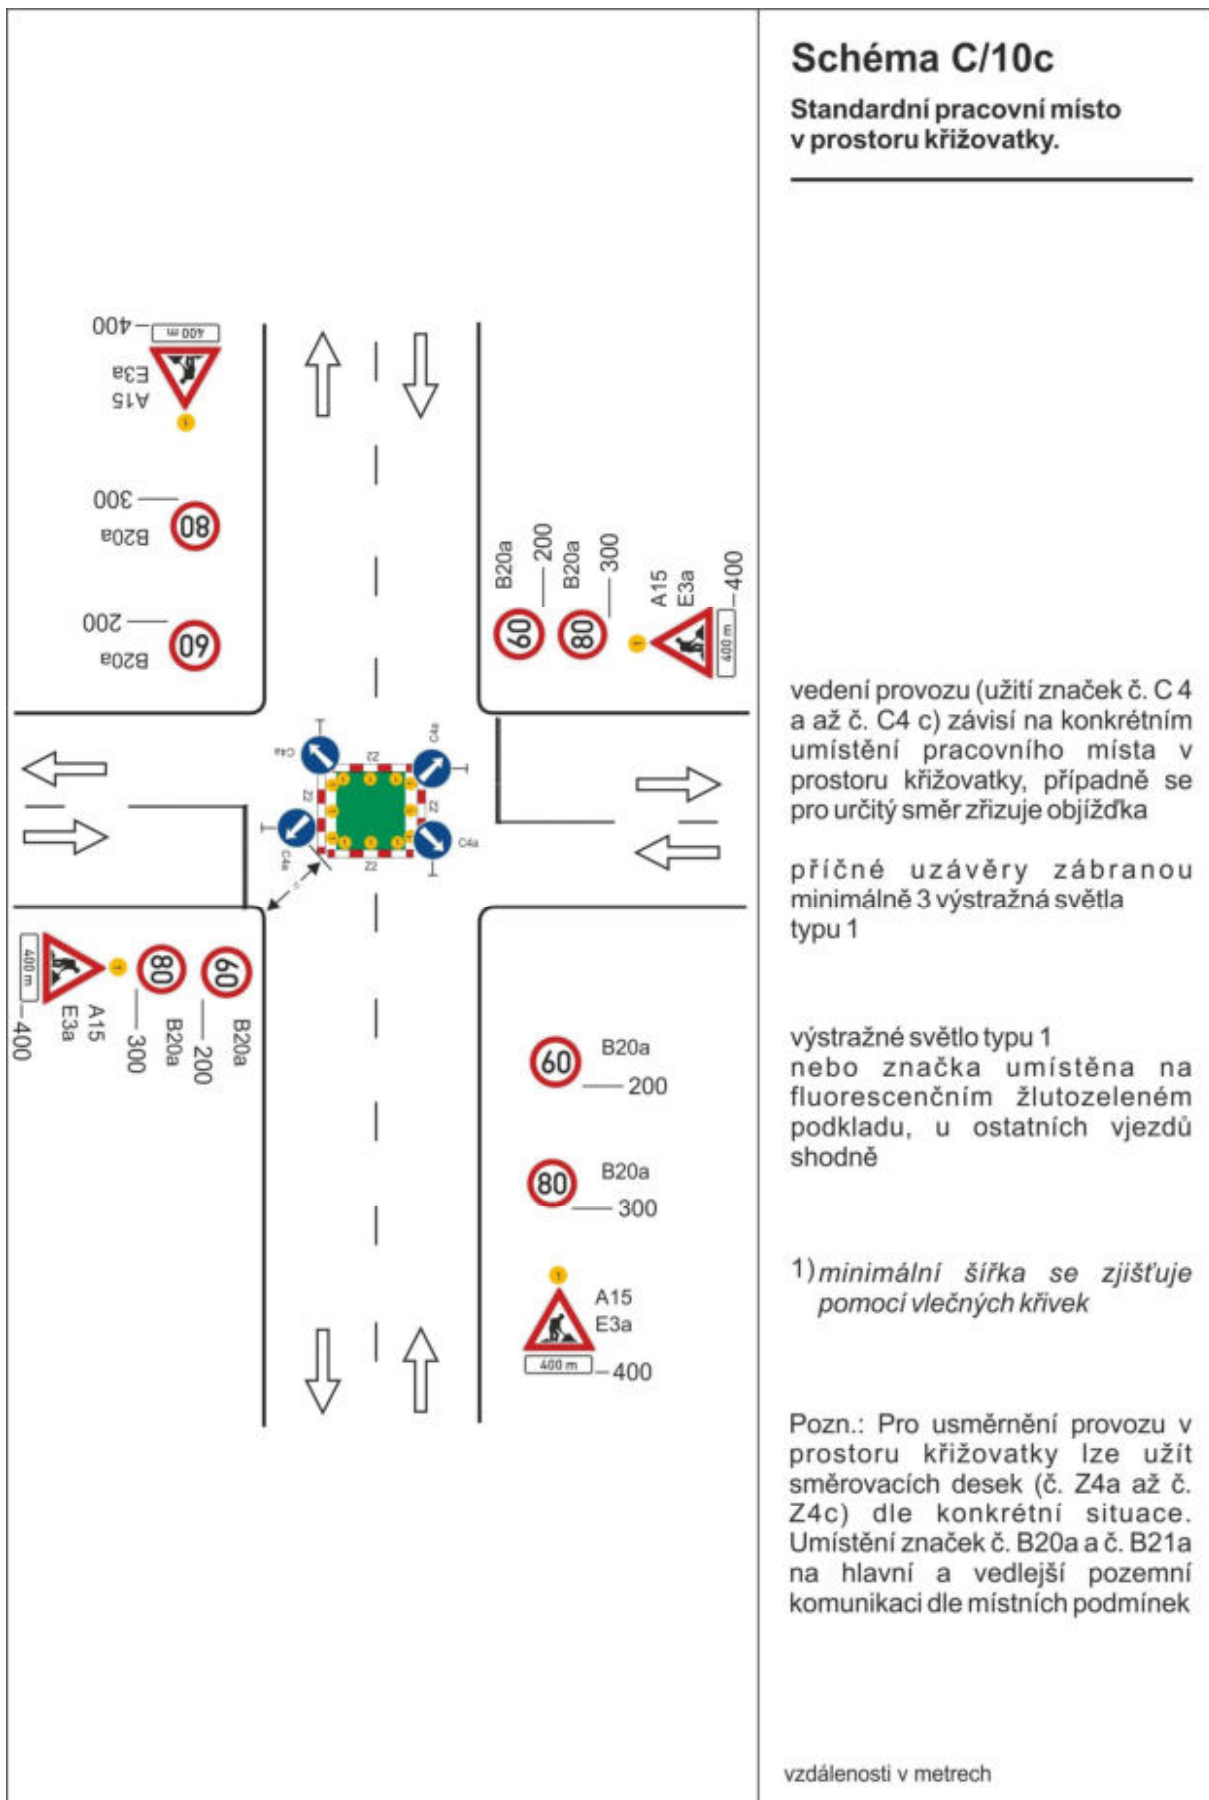 Schéma C/10c
Standardní pracovní místo
v prostoru křižovatky.
400
400 m
E3a
A15
1
300
80
B20a
200
60
B20a
B20a
200
B20a
300
A15
E3a
400
60
80
1
400 m
C4a
Z2
C4a
Z2
Z2
C4a
Z2
C4a
400 m
1
80
60
400
E3a
A15
300
B20a
200
B20a
60
B20a
200
80
B20a
300
1
A15
E3a
400 m
400
vedení provozu (užití značek č. C 4
a až č. C4 c) závisí na konkrétním
umístění pracovního místa v
prostoru křižovatky, případně se
pro určitý směr zřizuje objížďka
příčné uzávěry zábranou
minimálně 3 výstražná světla
typu 1
výstražné světlo typu 1
nebo značka umístěna na
fluorescenčním žlutozeleném
podkladu, u ostatních vjezdů
shodně
1) minimální šířka se zjišťuje
pomocí vlečných křivek
Pozn.: Pro usměrnění provozu v
prostoru křižovatky lze užít
směrovacích desek (č. Z4a až č.
Z4c) dle konkrétní situace.
Umístění značek č. B20a a č. B21a
na hlavní a vedlejší pozemní
komunikaci dle místních podmínek
vzdálenosti v metrech